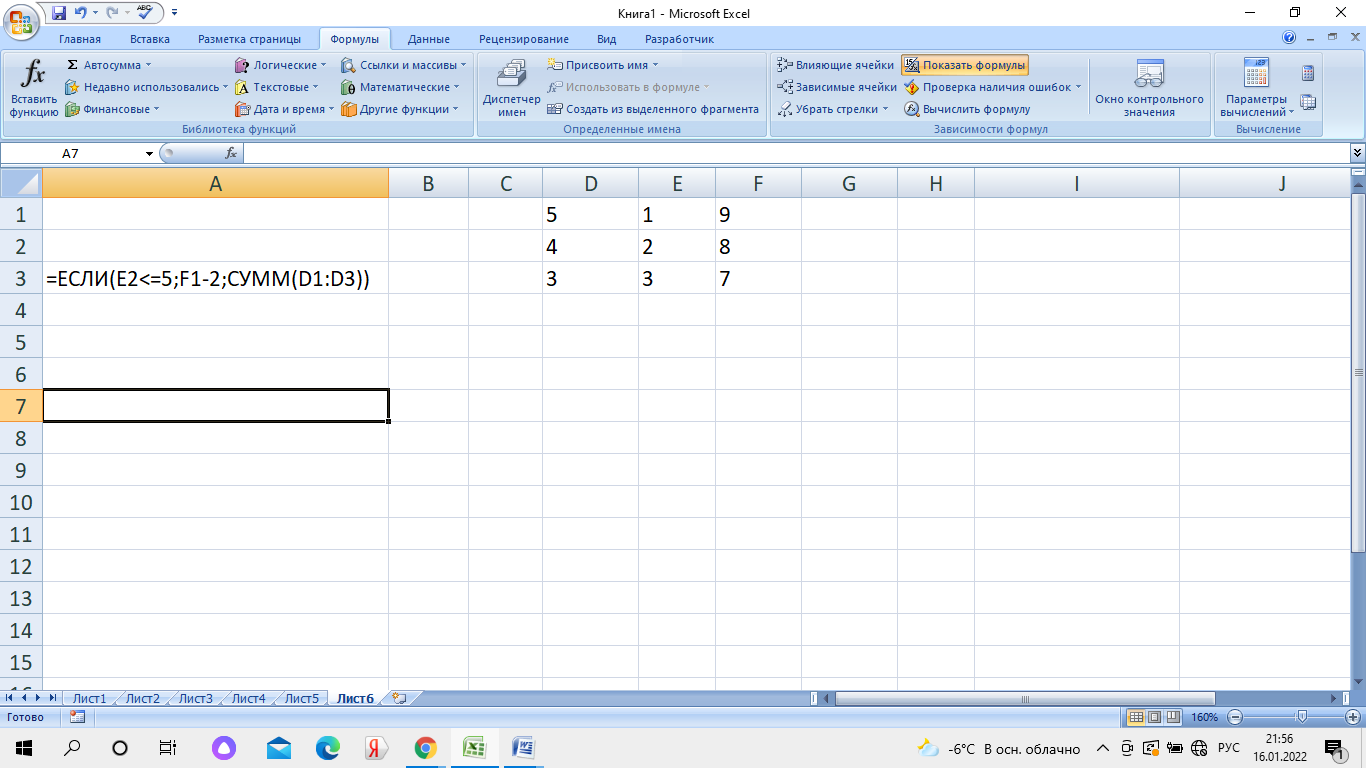 Книга1 - Microsoft Excel
Главная Вставка Разметка страницы Формулы Данные Рецензирование Вид Разработчик
fx Вставить функцию
Σ Автосумма
Недавно использовались
Финансовые
Логические
Текстовые
Дата и время
Ссылки и массивы
Математические
Другие функции
Библиотека функций
Диспетчер имен
Присвоить имя
Использовать в формуле
Создать из выделенного фрагмента
Определенные имена
Влияющие ячейки
Зависимые ячейки
Убрать стрелки
Показать формулы
Проверка наличия ошибок
Вычислить формулу
Окно контрольного значения
Зависимости формул
Параметры вычислений
Вычисление
A7 fx
A B C D E F G H I J
1 5 1 9
2 4 2 8
3 =ЕСЛИ(E2<=5;F1-2;СУММ(D1:D3)) 3 3 7
4
5
6
7
8
9
10
11
12
13
14
15
Лист1 Лист2 Лист3 Лист4 Лист5 Лист6
Готово 160%
-6°C В осн. облачно РУС 21:56
16.01.2022 1